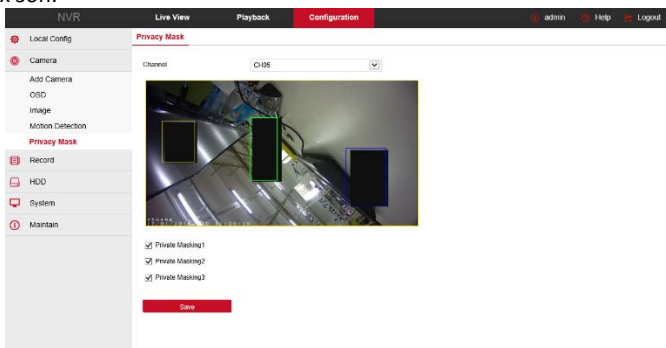 NVR Live View Playback Configuration admin Help Logout
Local Config
Camera
Add Camera
OSD
Image
Motion Detection
Privacy Mask
Record
HDD
System
Maintain
Privacy Mask
Channel CH05
Private Masking1
Private Masking2
Private Masking3
Save